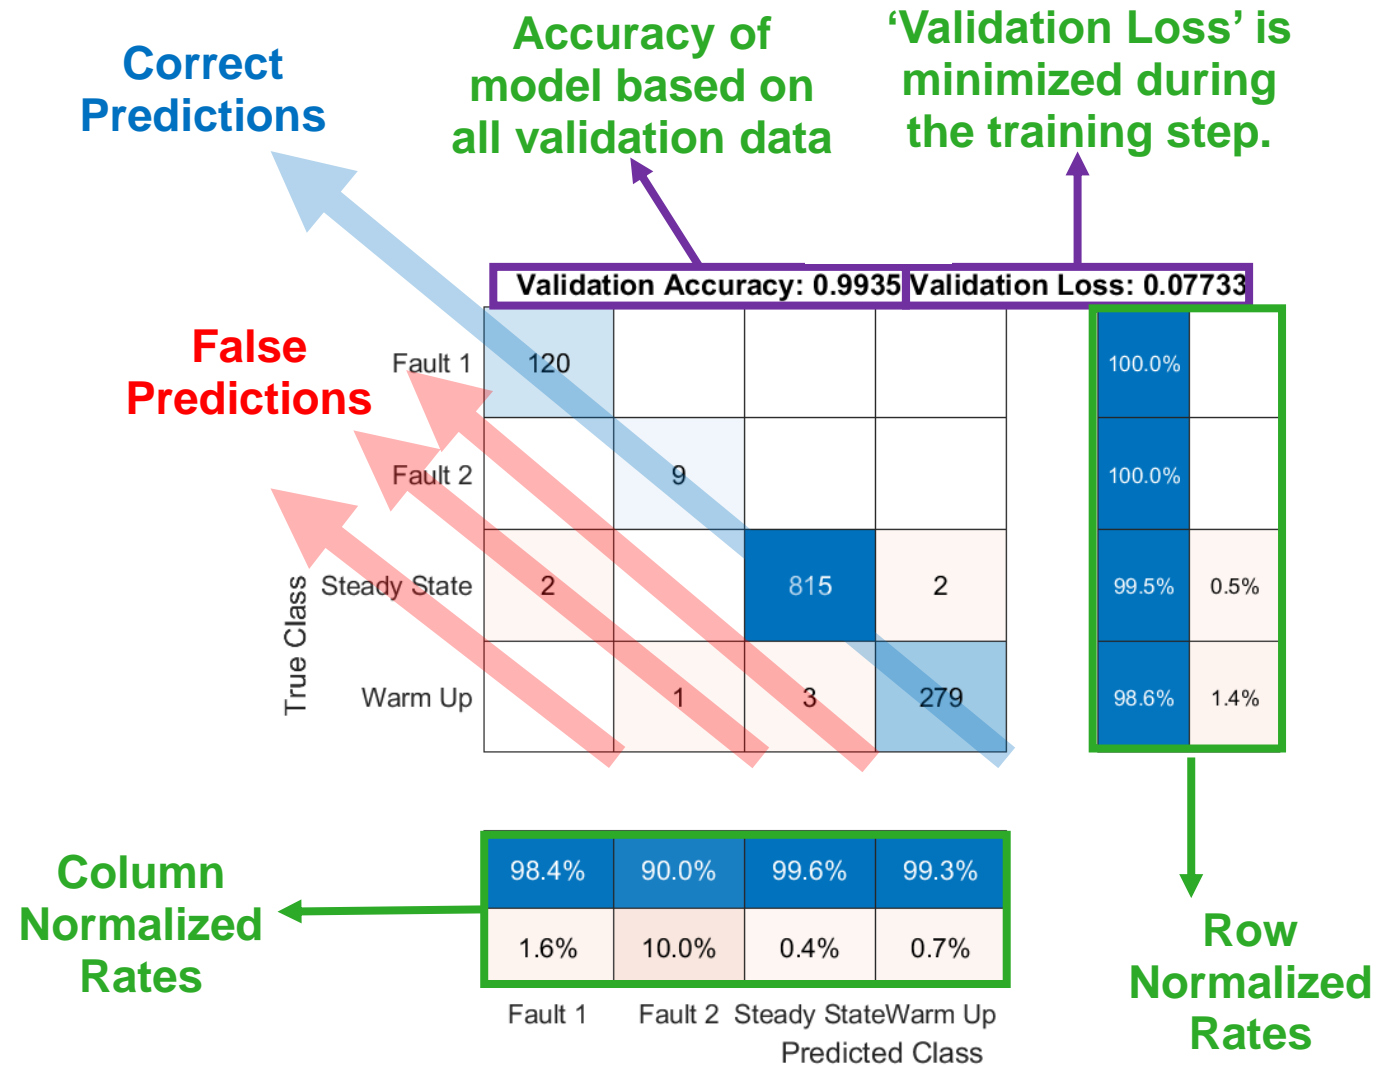 Correct
Predictions
Accuracy of
model based on
all validation data
‘Validation Loss’ is
minimized during
the training step.
Validation Accuracy: 0.9935
Validation Loss: 0.07733
False
Predictions
Fault 1
120
100.0%
Fault 2
9
100.0%
True Class
Steady State
2
815
2
99.5%
0.5%
Warm Up
1
3
279
98.6%
1.4%
Column
Normalized
Rates
98.4%
90.0%
99.6%
99.3%
1.6%
10.0%
0.4%
0.7%
Fault 1
Fault 2
Steady State
Warm Up
Predicted Class
Row
Normalized
Rates